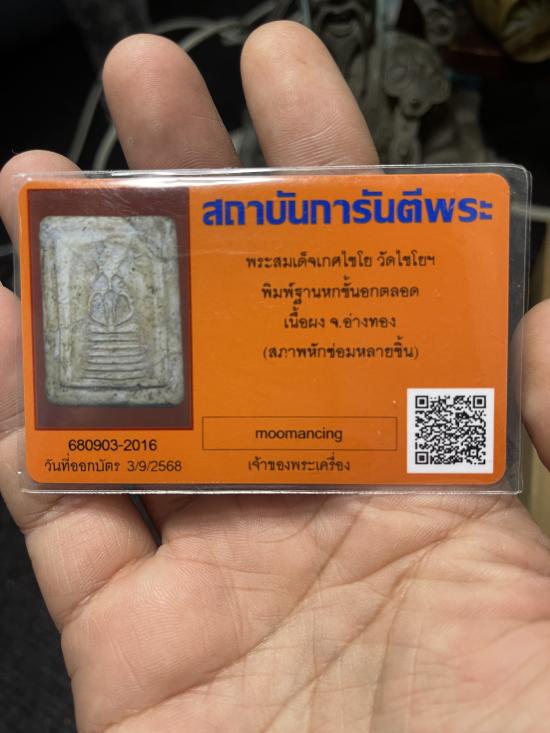 สถาบันการันตีพระ
พระสมเด็จเกศไชโย วัดไชโยฯ
พิมพ์ฐานหกชั้นอกตลอด
เนื้อผง จ.อ่างทอง
(สภาพหักซ่อมหลายชิ้น)
moomancing
เจ้าของพระเครื่อง
680903-2016
วันที่ออกบัตร 3/9/2568